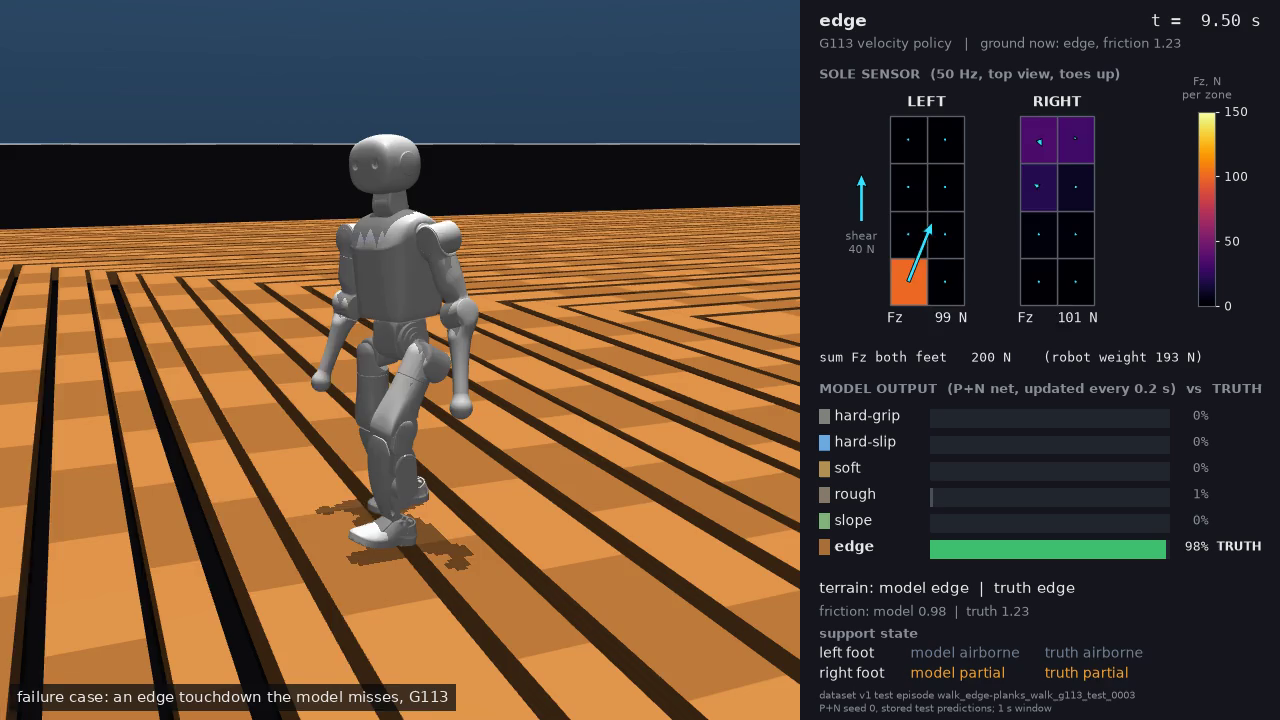 edge
t =  9.50 s
G113 velocity policy | ground now: edge, friction 1.23
SOLE SENSOR (50 Hz, top view, toes up)
Fz, N
per zone
LEFT
RIGHT
150
100
50
0
shear
40 N
Fz 99 N
Fz 101 N
sum Fz both feet 200 N (robot weight 193 N)
MODEL OUTPUT (P+N net, updated every 0.2 s) vs TRUTH
hard-grip 0%
hard-slip 0%
soft 0%
rough 1%
slope 0%
edge 98% TRUTH
terrain: model edge | truth edge
friction: model 0.98 | truth 1.23
support state
left foot model airborne truth airborne
right foot model partial truth partial
dataset v1 test episode walk_edge-planks_walk_g113_test_0003
P+N seed 0, stored test predictions; 1 s window
failure case: an edge touchdown the model misses, G113